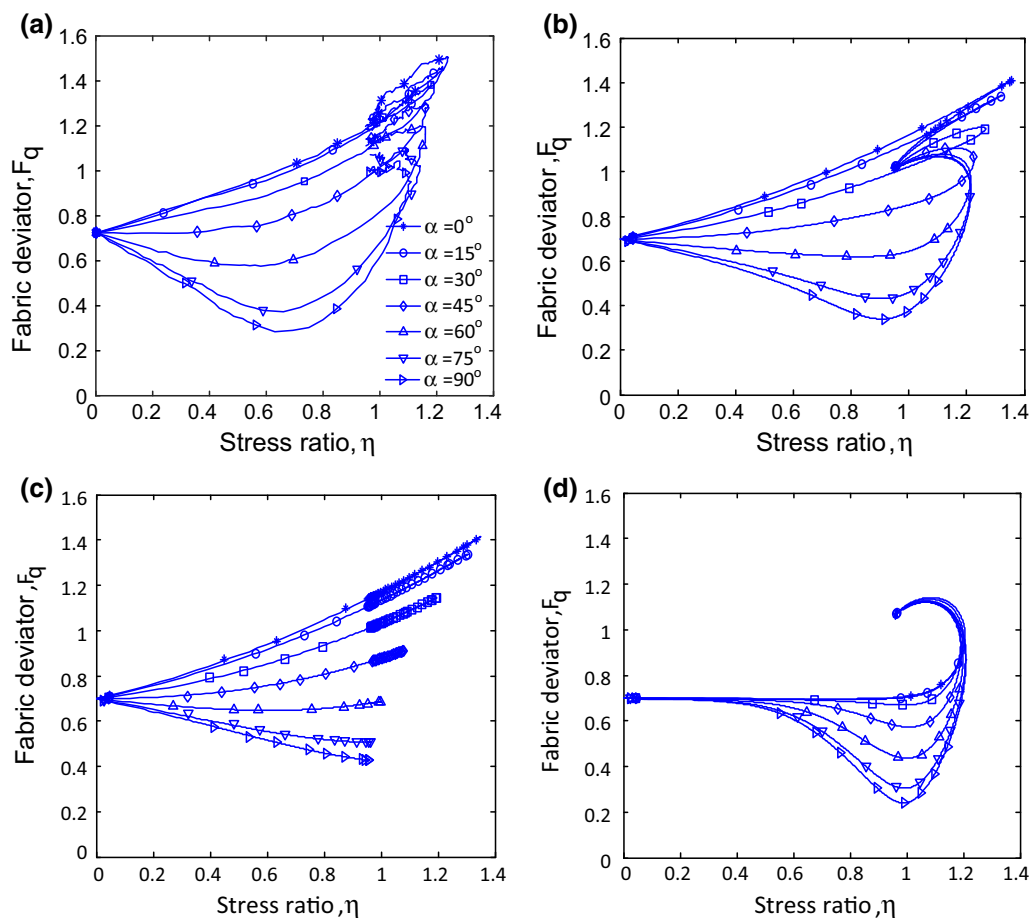 (a)
1.6
1.4
1.2
1
0.8
0.6
0.4
0.2
0
Fabric deviator, Fq
0 0.2 0.4 0.6 0.8 1 1.2 1.4
Stress ratio, η
α =0°
α =15°
α =30°
α =45°
α =60°
α =75°
α =90°
(b)
1.6
1.4
1.2
1
0.8
0.6
0.4
0.2
0
Fabric deviator, Fq
0 0.2 0.4 0.6 0.8 1 1.2 1.4
Stress ratio, η
(c)
1.6
1.4
1.2
1
0.8
0.6
0.4
0.2
0
Fabric deviator ,Fq
0 0.2 0.4 0.6 0.8 1 1.2 1.4
Stress ratio ,η
(d)
1.6
1.4
1.2
1
0.8
0.6
0.4
0.2
0
Fabric deviator ,Fq
0 0.2 0.4 0.6 0.8 1 1.2 1.4
Stress ratio ,η